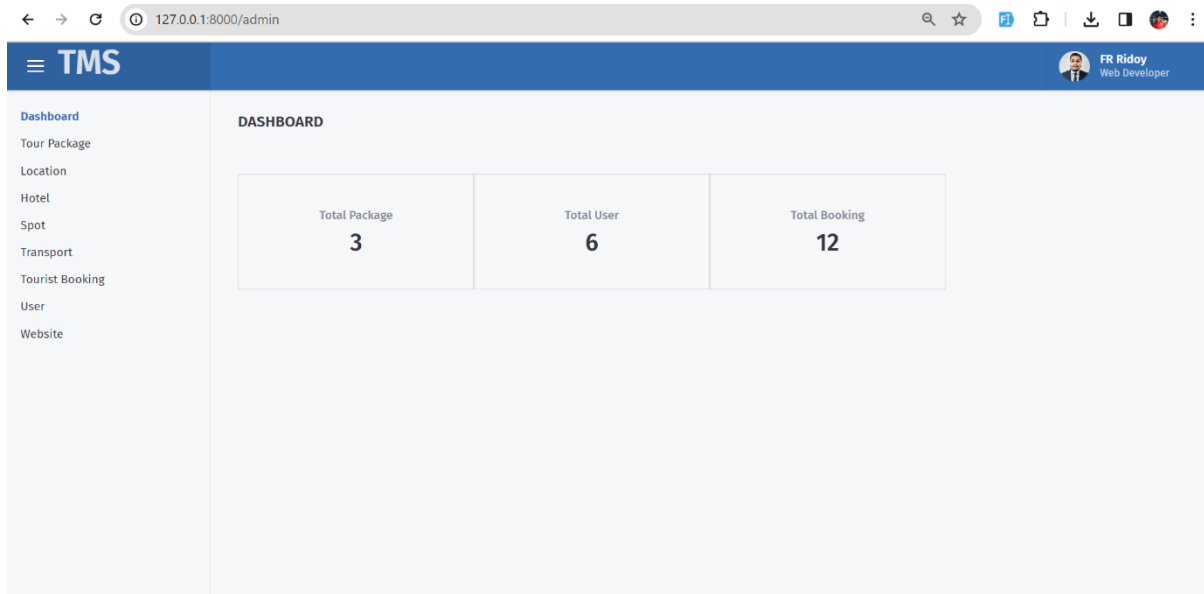 127.0.0.1:8000/admin
TMS
FR Ridoy
Web Developer
Dashboard
Tour Package
Location
Hotel
Spot
Transport
Tourist Booking
User
Website
DASHBOARD
Total Package
3
Total User
6
Total Booking
12